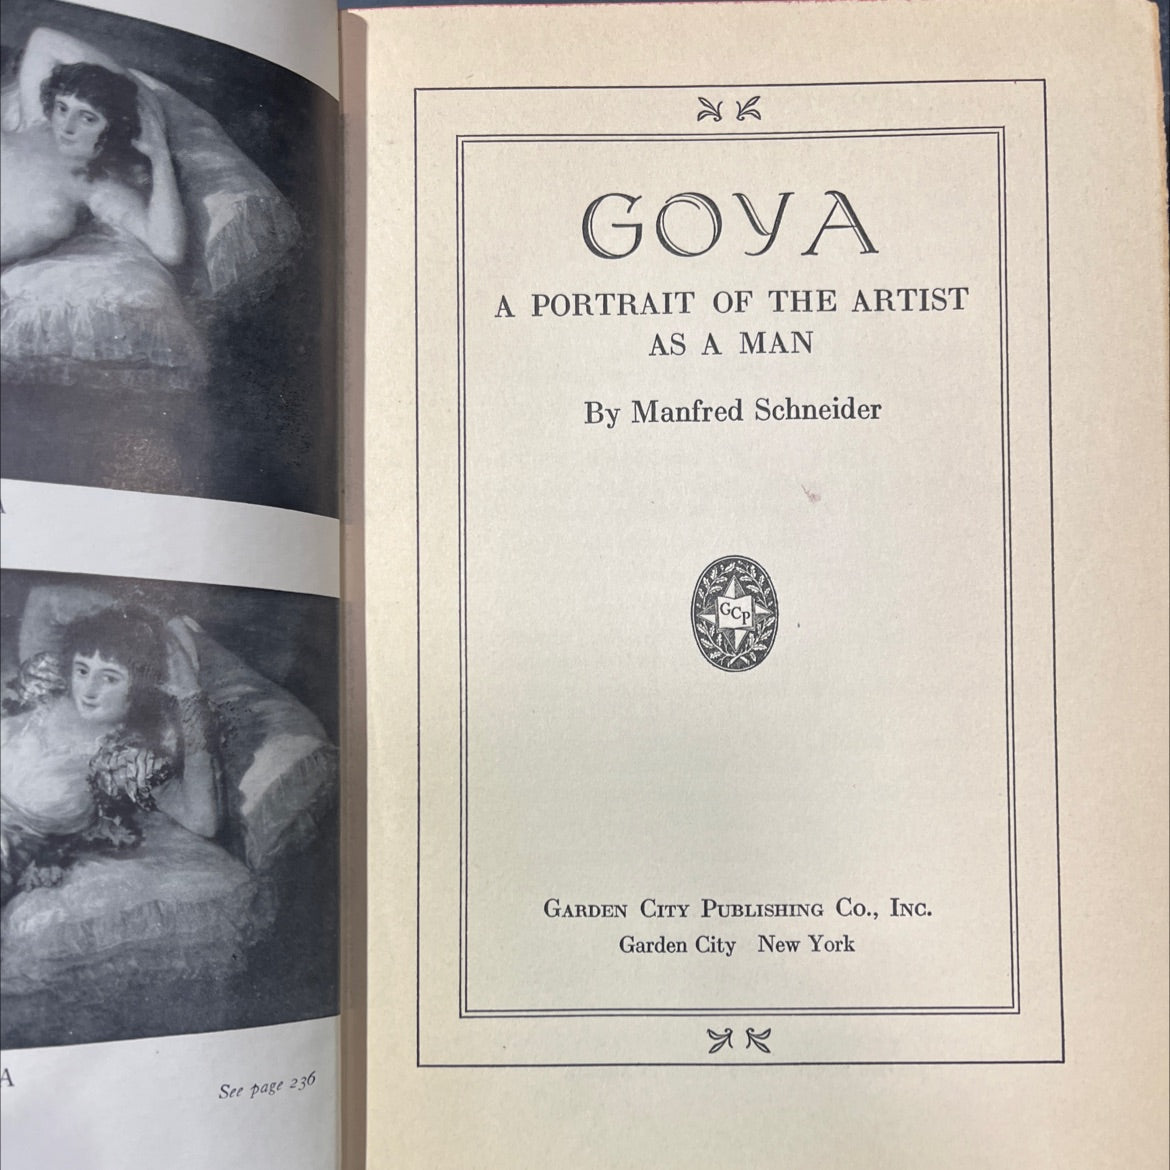 A
A
See page 236
GOYA
A PORTRAIT OF THE ARTIST
AS A MAN
By Manfred Schneider
GCP
GARDEN CITY PUBLISHING CO., INC.
Garden City New York